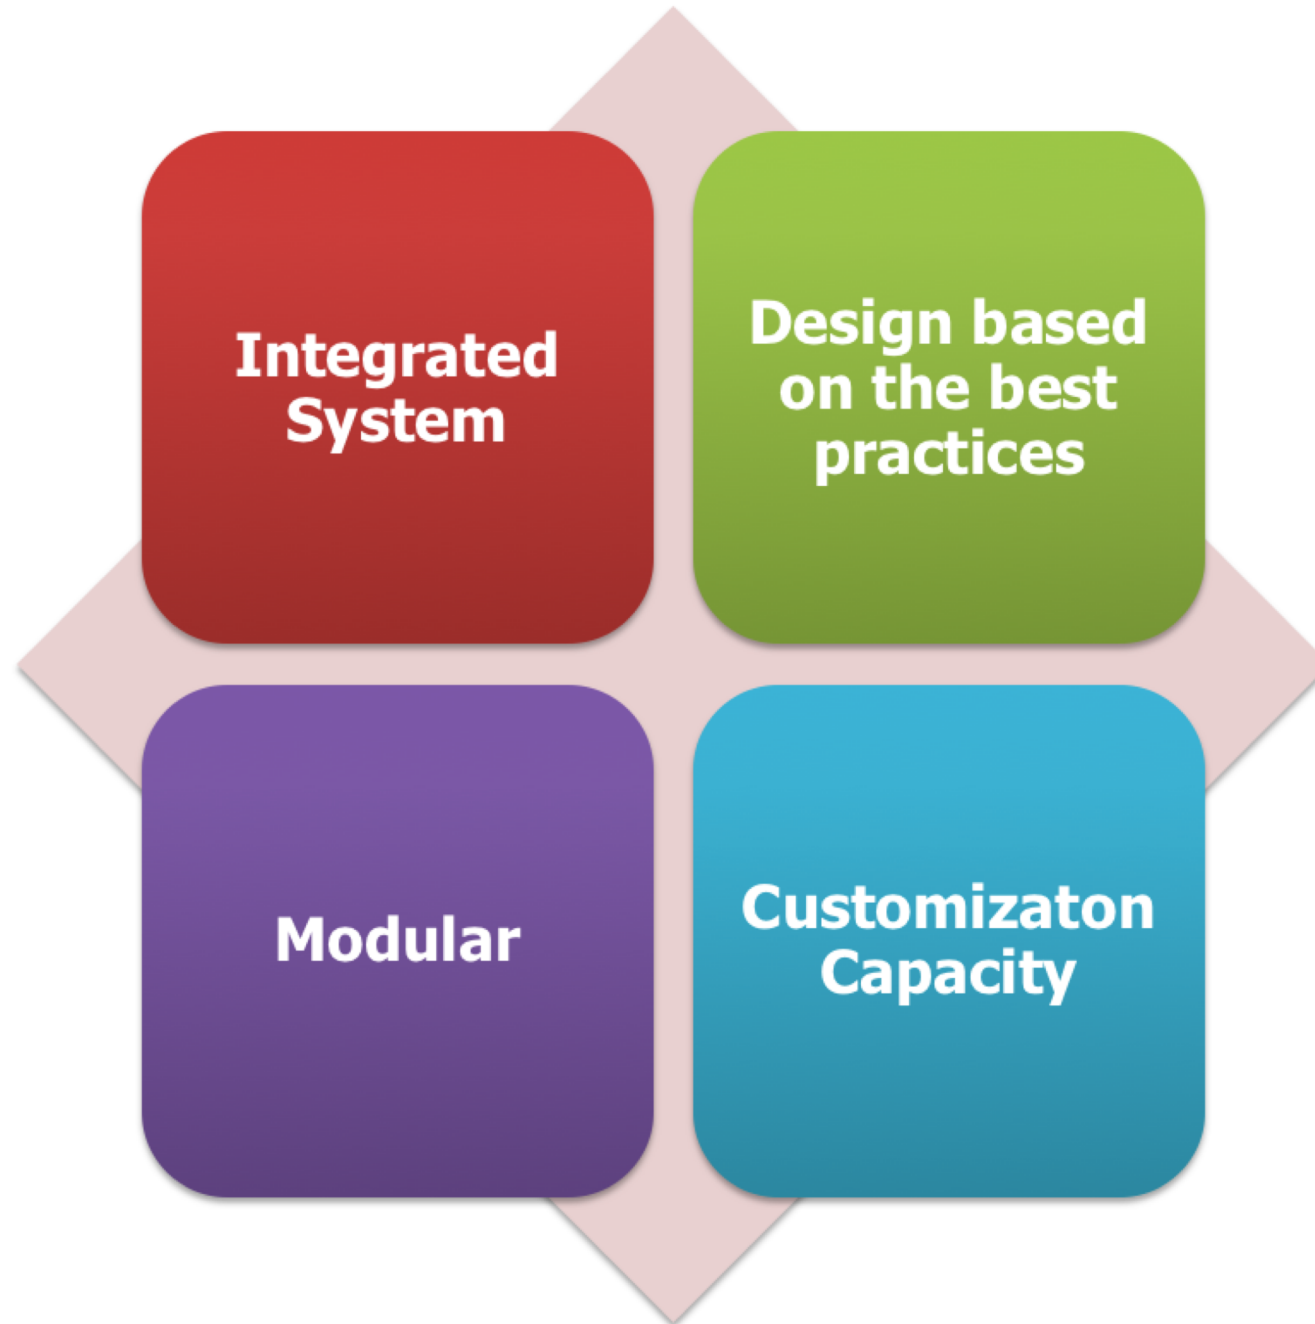 Integrated
System
Design based
on the best
practices
Modular
Customizaton
Capacity